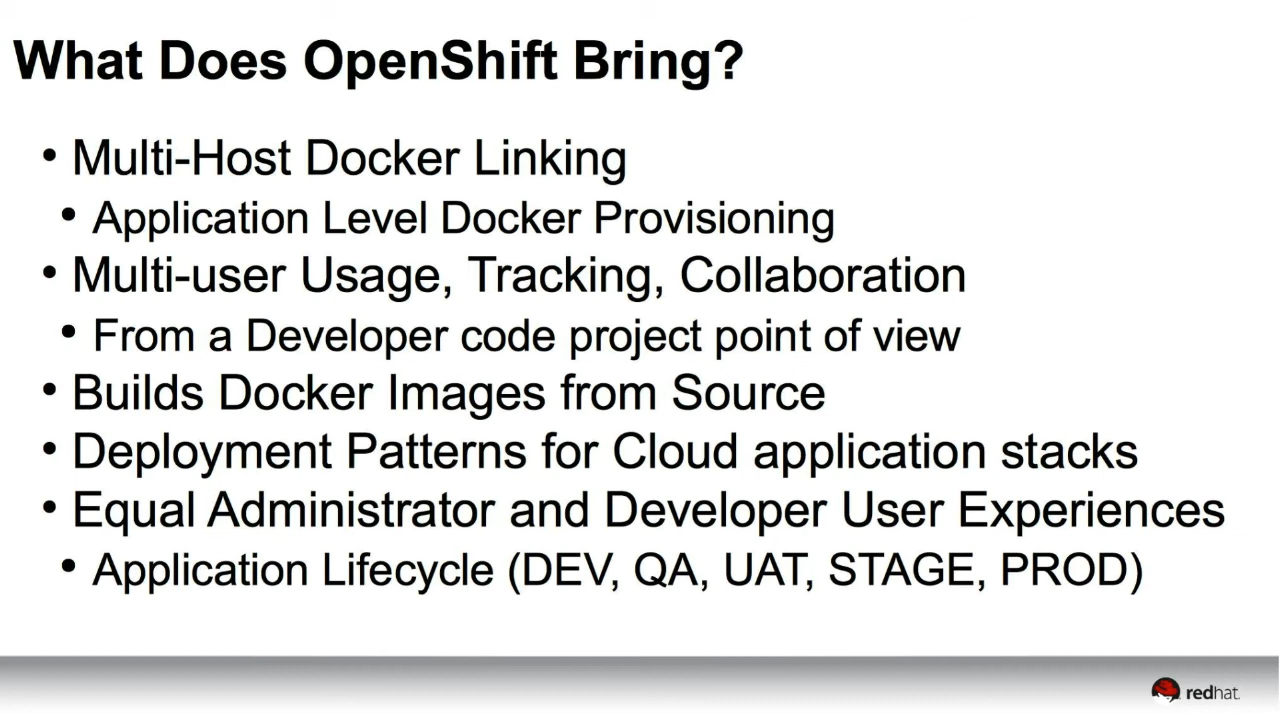 What Does OpenShift Bring?
• Multi-Host Docker Linking
• Application Level Docker Provisioning
• Multi-user Usage, Tracking, Collaboration
• From a Developer code project point of view
• Builds Docker Images from Source
• Deployment Patterns for Cloud application stacks
• Equal Administrator and Developer User Experiences
• Application Lifecycle (DEV, QA, UAT, STAGE, PROD)
redhat.